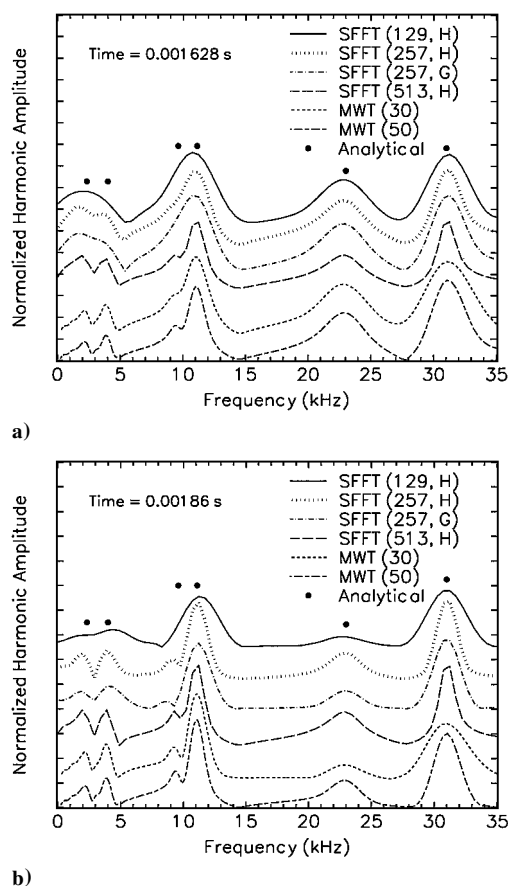 Normalized Harmonic Amplitude
Time = 0.001628 s
SFFT (129, H)
SFFT (257, H)
SFFT (257, G)
SFFT (513, H)
MWT (30)
MWT (50)
Analytical
0 5 10 15 20 25 30 35
Frequency (kHz)
a)
Normalized Harmonic Amplitude
Time = 0.00186 s
SFFT (129, H)
SFFT (257, H)
SFFT (257, G)
SFFT (513, H)
MWT (30)
MWT (50)
Analytical
0 5 10 15 20 25 30 35
Frequency (kHz)
b)